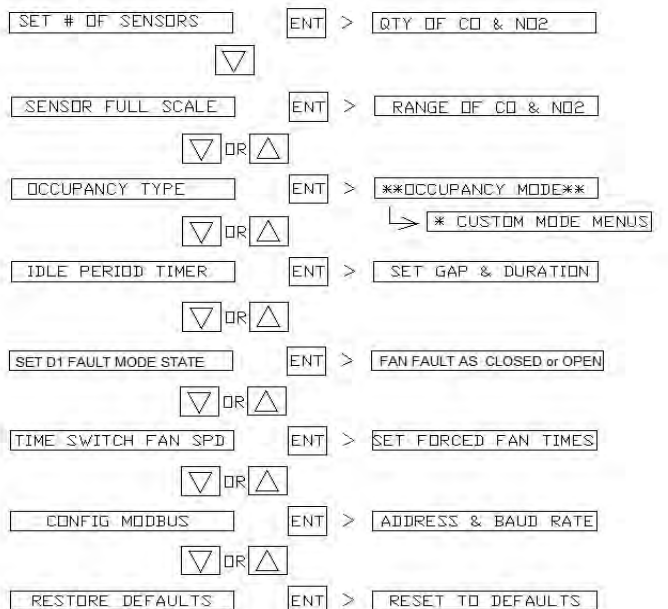 SET # OF SENSORS ENT > QTY OF CO & NO2
SENSOR FULL SCALE ENT > RANGE OF CO & NO2
OR
OCCUPANCY TYPE ENT > **OCCUPANCY MODE**
* CUSTOM MODE MENUS
OR
IDLE PERIOD TIMER ENT > SET GAP & DURATION
OR
SET D1 FAULT MODE STATE ENT > FAN FAULT AS CLOSED or OPEN
OR
TIME SWITCH FAN SPD ENT > SET FORCED FAN TIMES
OR
CONFIG MODBUS ENT > ADDRESS & BAUD RATE
OR
RESTORE DEFAULTS ENT > RESET TO DEFAULTS